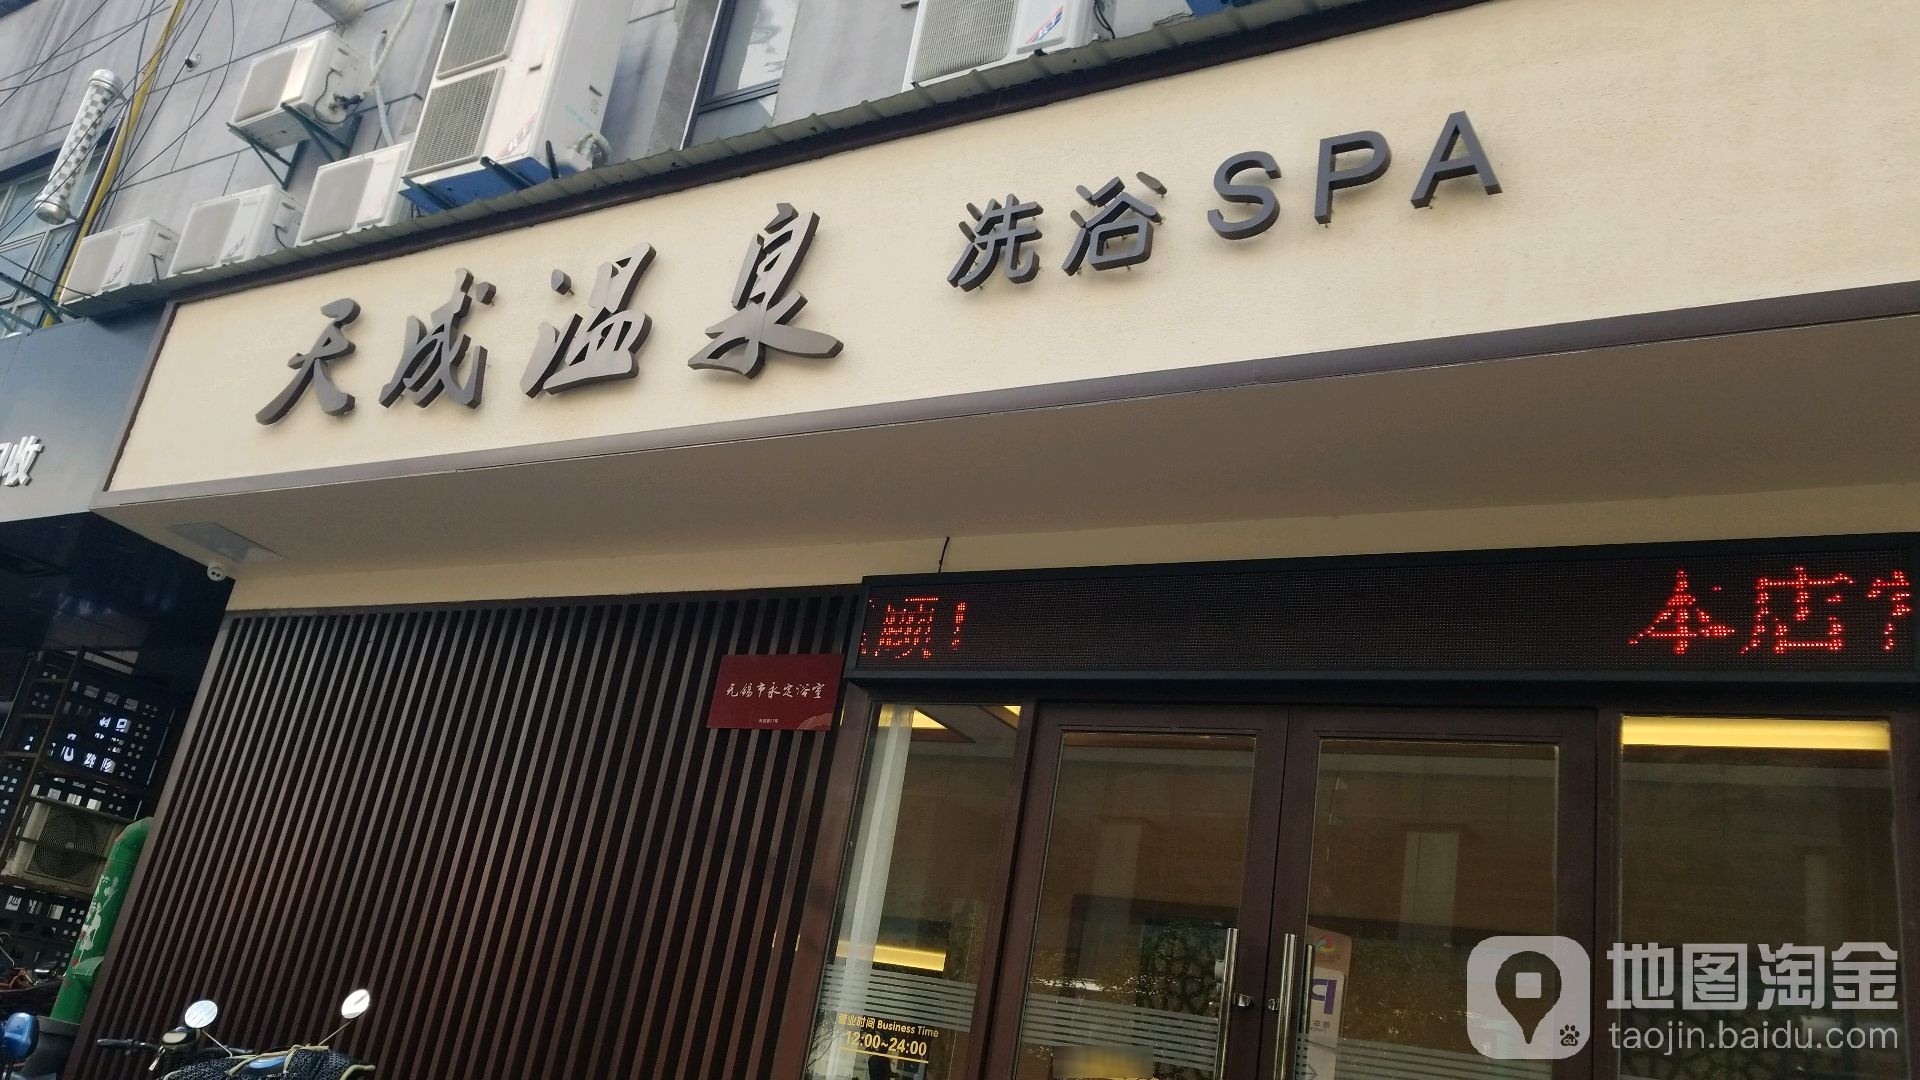 天成温泉 洗浴SPA
收
顾! 本店
无锡市永定浴室
营业时间 Business Time
12:00~24:00
P
地图淘金
taojin.baidu.com